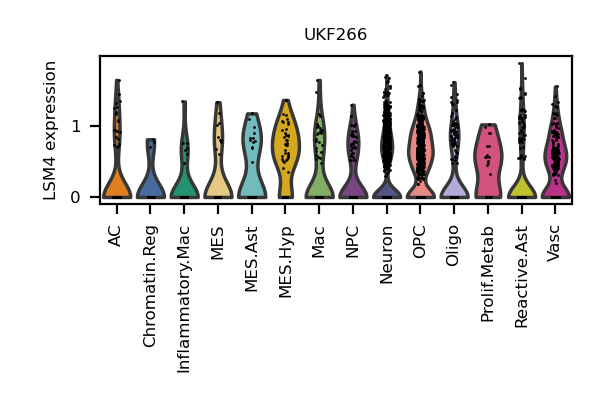 UKF266
LSM4 expression
1
0
AC
Chromatin.Reg
Inflammatory.Mac
MES
MES.Ast
MES.Hyp
Mac
NPC
Neuron
OPC
Oligo
Prolif.Metab
Reactive.Ast
Vasc